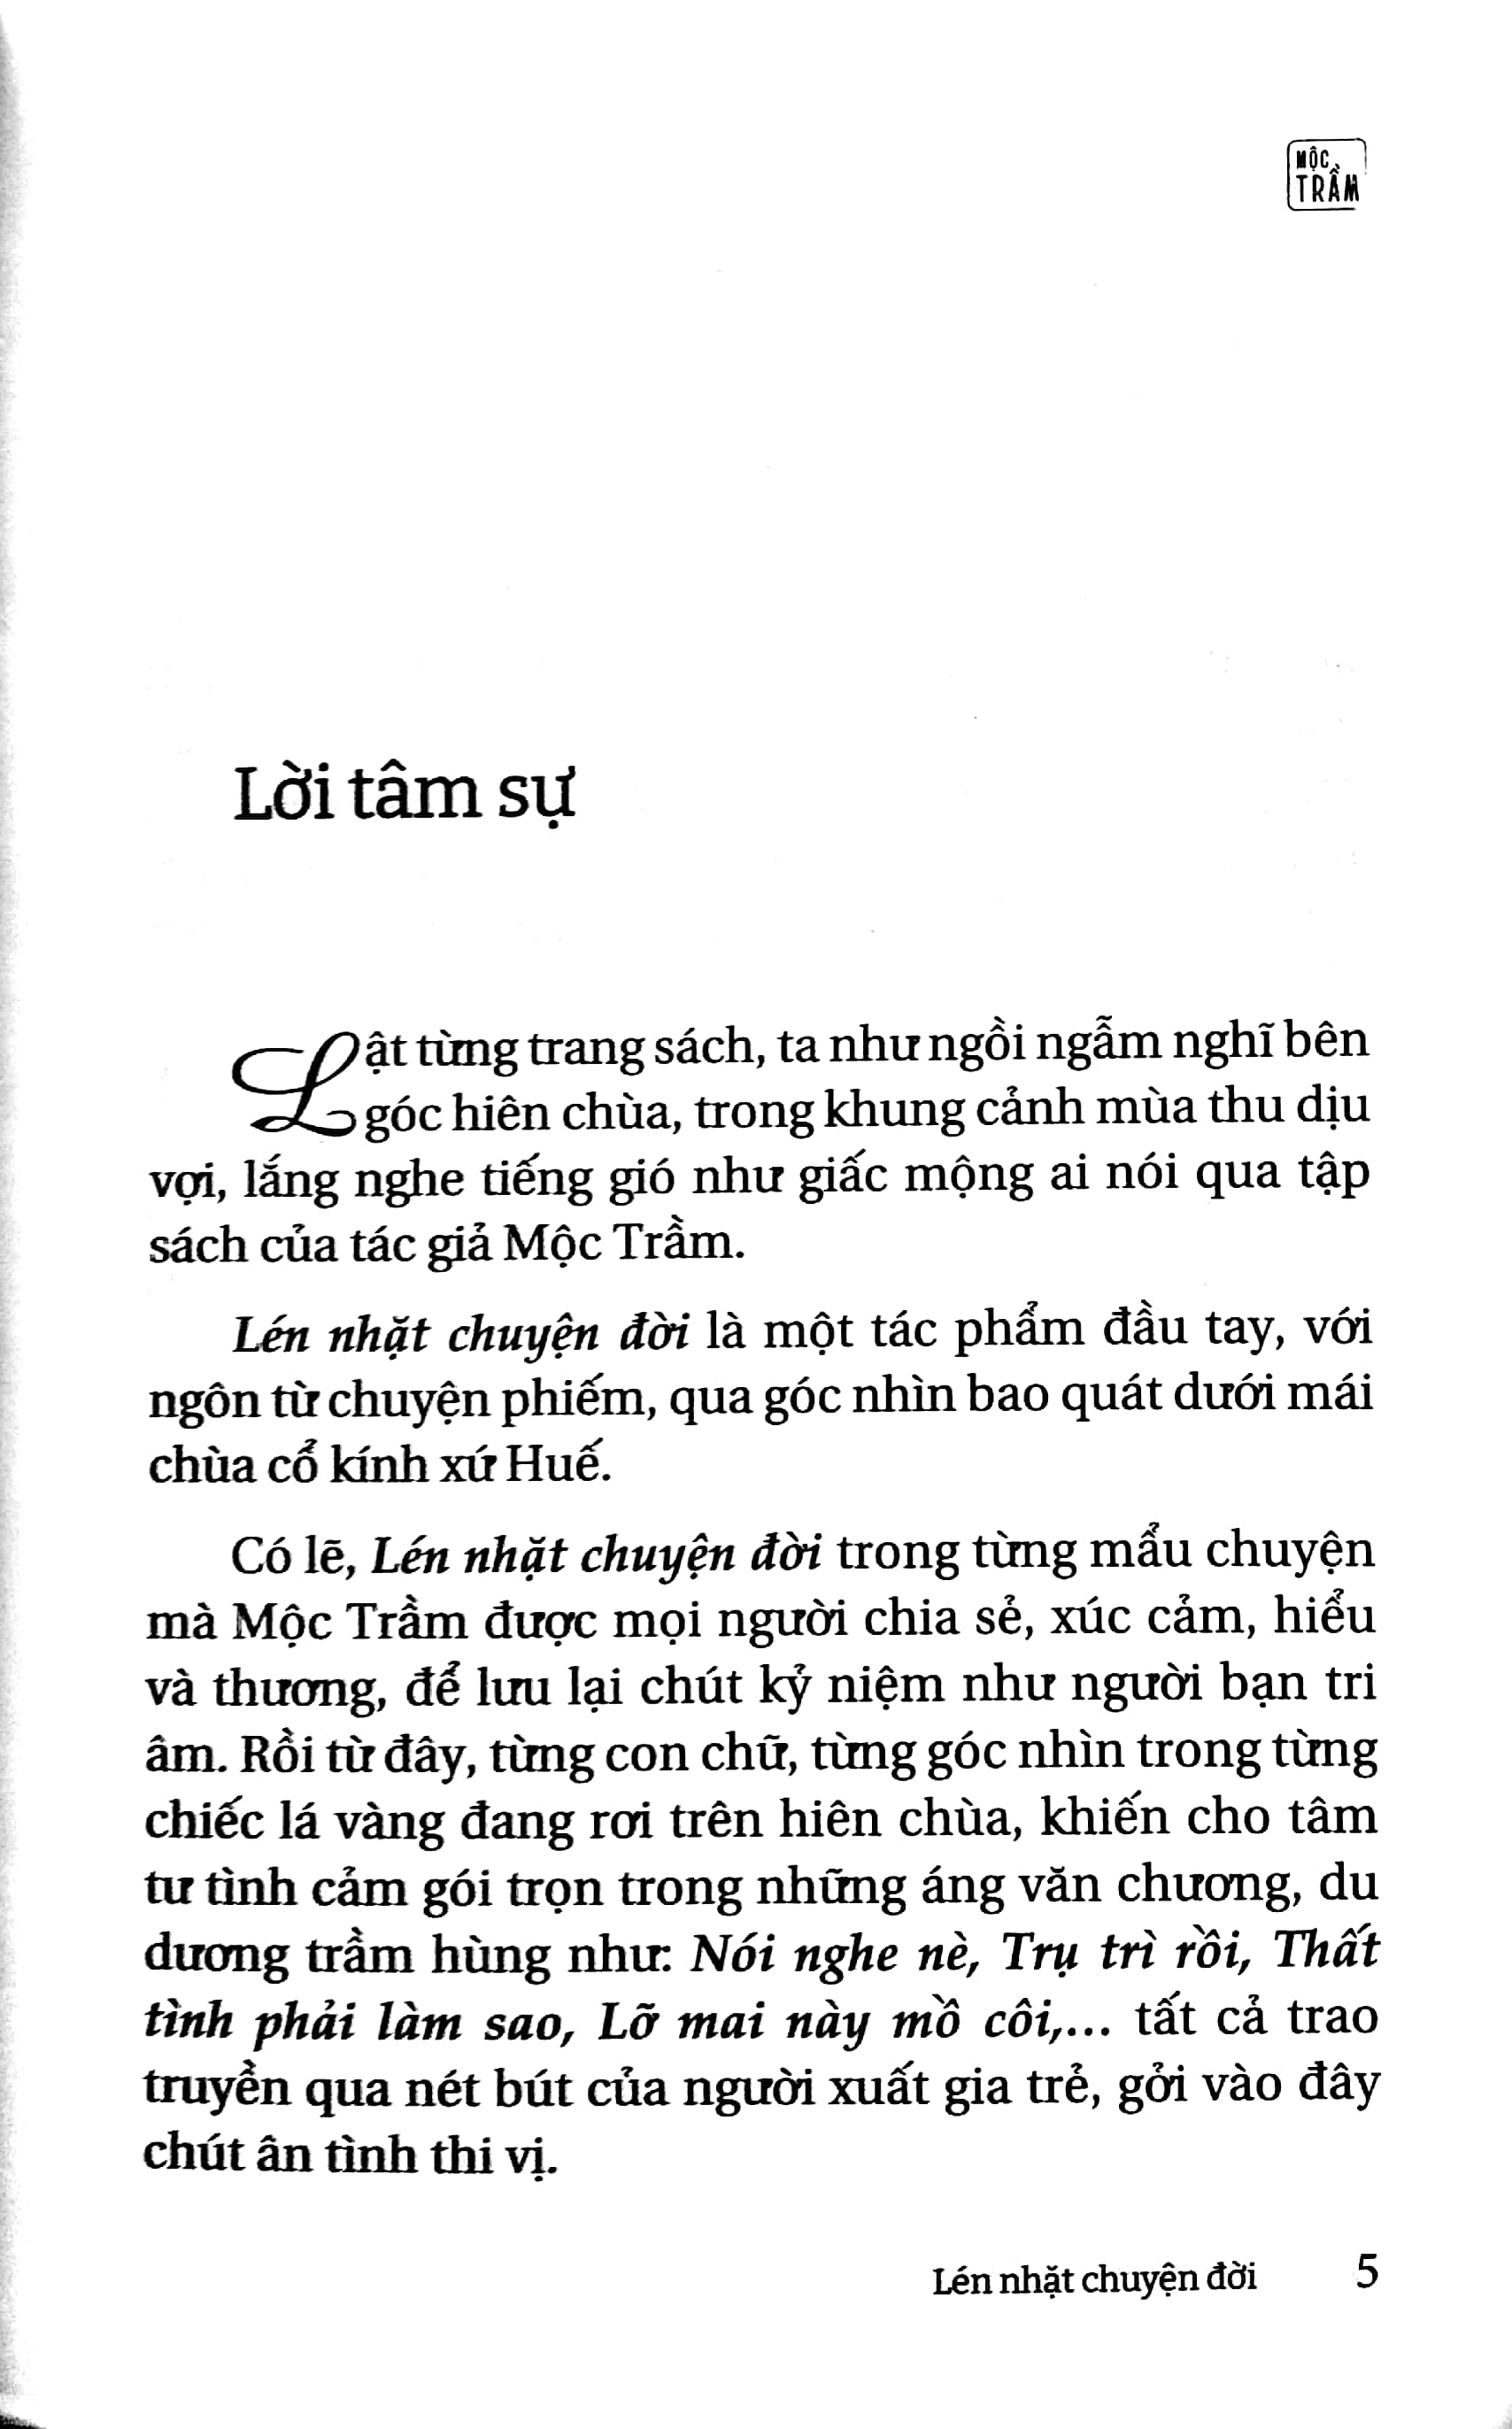 MỘC
TRẦM
Lời tâm sự
Lật từng trang sách, ta như ngồi ngẫm nghĩ bên
góc hiên chùa, trong khung cảnh mùa thu dịu
vợi, lắng nghe tiếng gió như giấc mộng ai nói qua tập
sách của tác giả Mộc Trầm.
Lén nhặt chuyện đời là một tác phẩm đầu tay, với
ngôn từ chuyện phiếm, qua góc nhìn bao quát dưới mái
chùa cổ kính xứ Huế.
Có lẽ, Lén nhặt chuyện đời trong từng mẩu chuyện
mà Mộc Trầm được mọi người chia sẻ, xúc cảm, hiểu
và thương, để lưu lại chút kỷ niệm như người bạn tri
âm. Rồi từ đây, từng con chữ, từng góc nhìn trong từng
chiếc lá vàng đang rơi trên hiên chùa, khiến cho tâm
tư tình cảm gói trọn trong những áng văn chương, du
dương trầm hùng như: Nói nghe nè, Trụ trì rồi, Thất
tình phải làm sao, Lỡ mai này mồ côi,... tất cả trao
truyền qua nét bút của người xuất gia trẻ, gởi vào đây
chút ân tình thi vị.
Lén nhặt chuyện đời 5